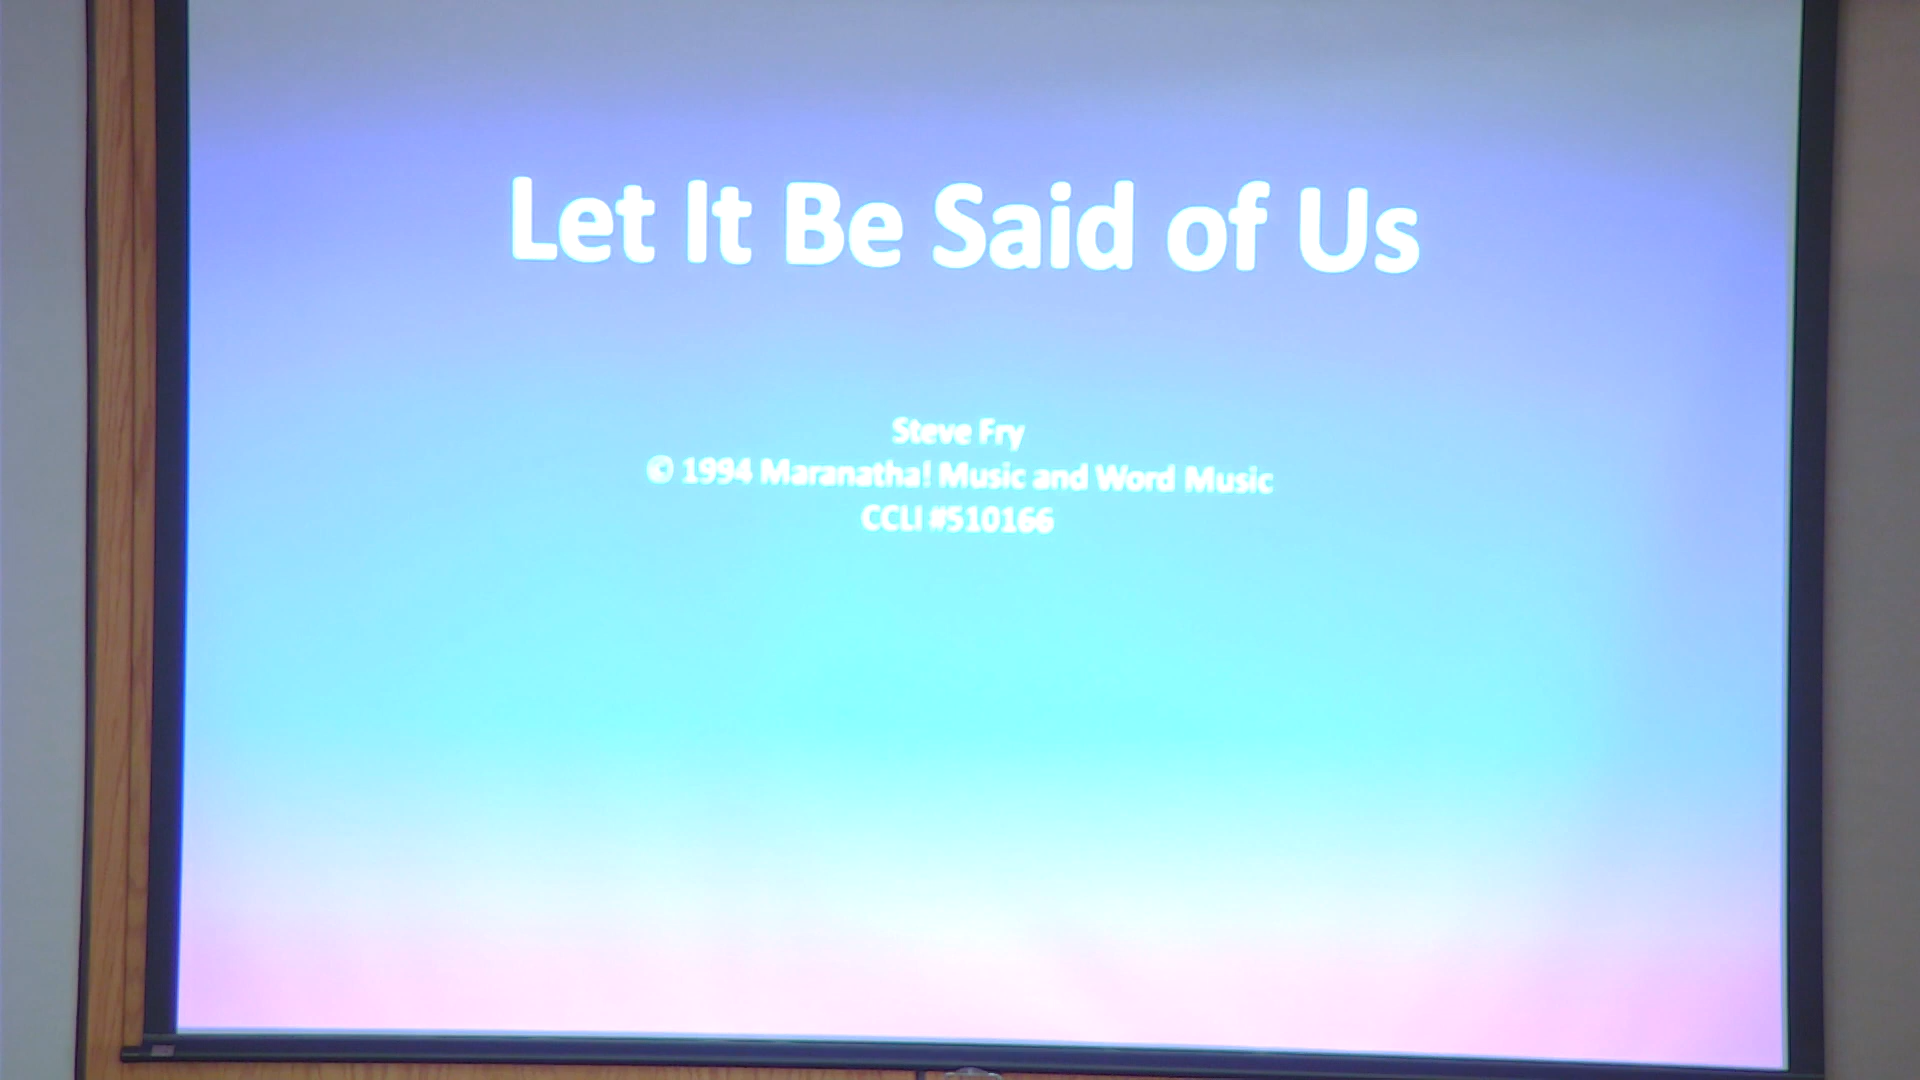 Let It Be Said of Us
Steve Fry
© 1994 Maranatha! Music and Word Music
CCLI #510166